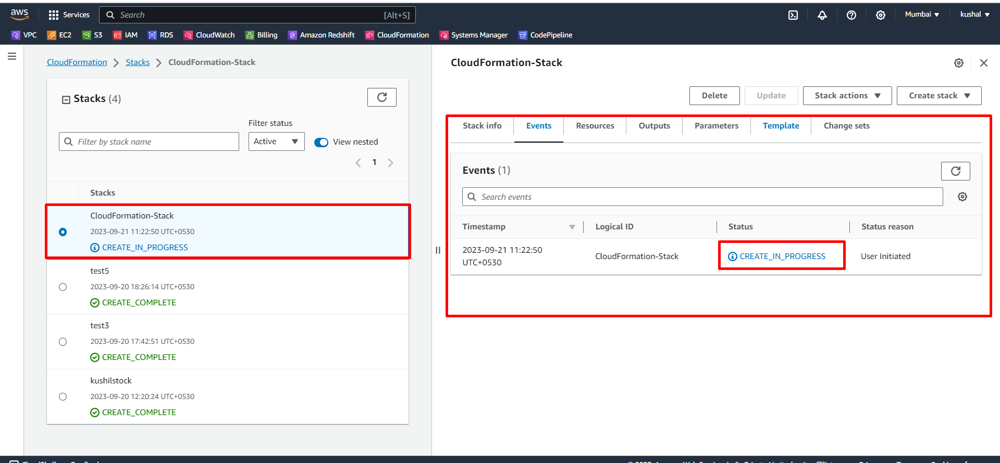 aws
Services
Search
[Alt+S]
Mumbai
kushal
VPC
EC2
S3
IAM
RDS
CloudWatch
Billing
Amazon Redshift
CloudFormation
Systems Manager
CodePipeline
CloudFormation
Stacks
CloudFormation-Stack
Stacks (4)
Filter status
Filter by stack name
Active
View nested
1
Stacks
CloudFormation-Stack
2023-09-21 11:22:50 UTC+0530
CREATE_IN_PROGRESS
test5
2023-09-20 18:26:14 UTC+0530
CREATE_COMPLETE
test3
2023-09-20 17:42:51 UTC+0530
CREATE_COMPLETE
kushilstock
2023-09-20 12:20:24 UTC+0530
CREATE_COMPLETE
CloudFormation-Stack
Delete
Update
Stack actions
Create stack
Stack info
Events
Resources
Outputs
Parameters
Template
Change sets
Events (1)
Search events
Timestamp
Logical ID
Status
Status reason
2023-09-21 11:22:50
UTC+0530
CloudFormation-Stack
CREATE_IN_PROGRESS
User Initiated